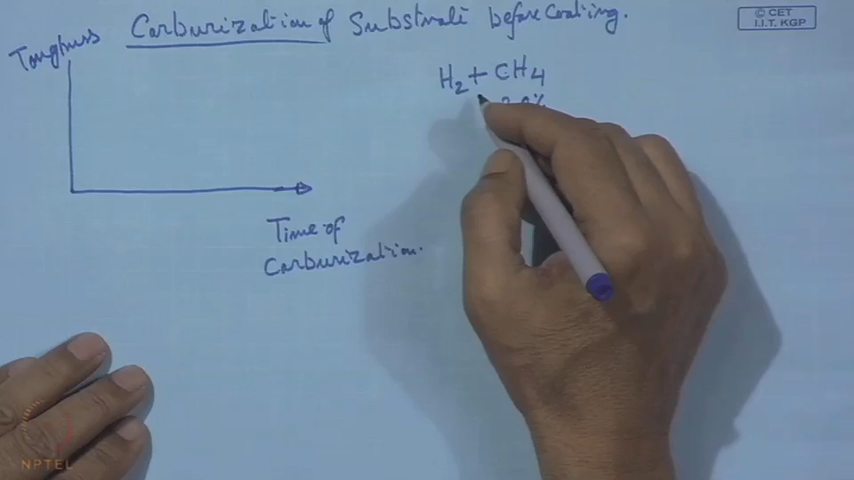 Carburization of Substrate before Coating.
© CET
I.I.T. KGP
Toughness
H2 + CH4
Time of
Carburization.
NPTEL